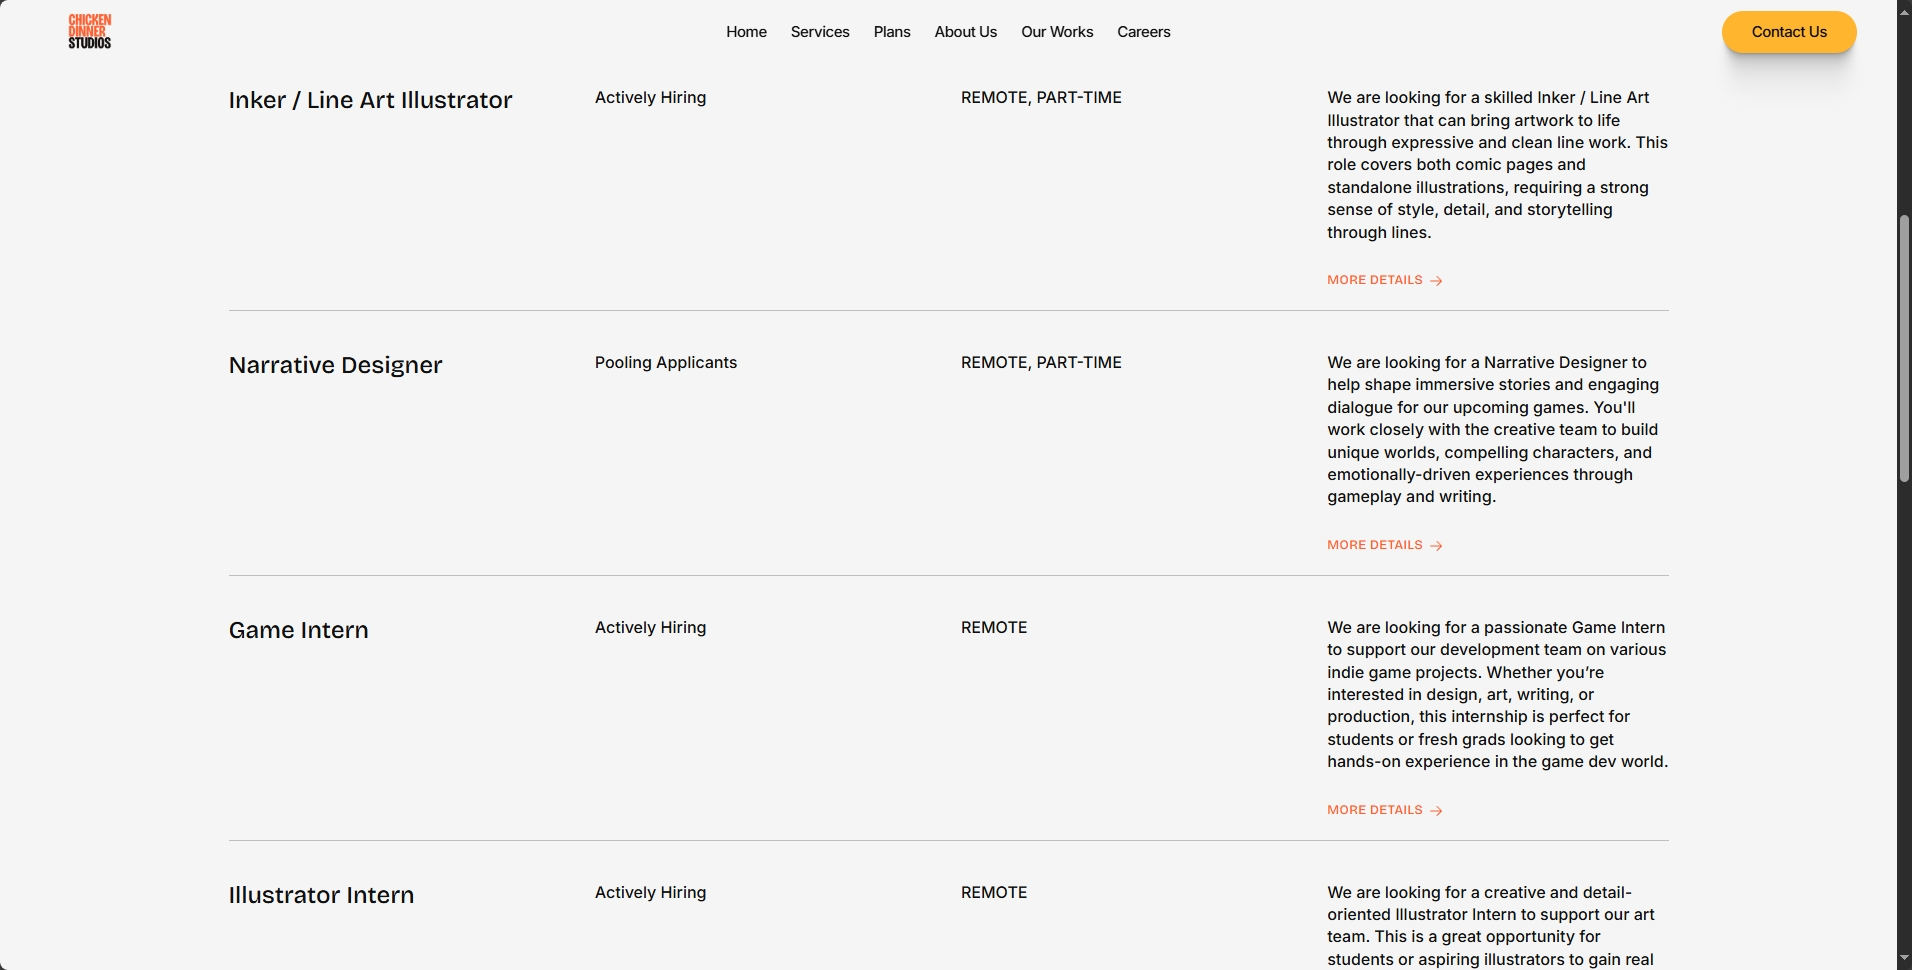 CHICKEN
DINNER
STUDIOS
Home
Services
Plans
About Us
Our Works
Careers
Contact Us
Inker / Line Art Illustrator
Actively Hiring
REMOTE, PART-TIME
We are looking for a skilled Inker / Line Art
Illustrator that can bring artwork to life
through expressive and clean line work. This
role covers both comic pages and
standalone illustrations, requiring a strong
sense of style, detail, and storytelling
through lines.
MORE DETAILS →
Narrative Designer
Pooling Applicants
REMOTE, PART-TIME
We are looking for a Narrative Designer to
help shape immersive stories and engaging
dialogue for our upcoming games. You'll
work closely with the creative team to build
unique worlds, compelling characters, and
emotionally-driven experiences through
gameplay and writing.
MORE DETAILS →
Game Intern
Actively Hiring
REMOTE
We are looking for a passionate Game Intern
to support our development team on various
indie game projects. Whether you’re
interested in design, art, writing, or
production, this internship is perfect for
students or fresh grads looking to get
hands-on experience in the game dev world.
MORE DETAILS →
Illustrator Intern
Actively Hiring
REMOTE
We are looking for a creative and detail-
oriented Illustrator Intern to support our art
team. This is a great opportunity for
students or aspiring illustrators to gain real